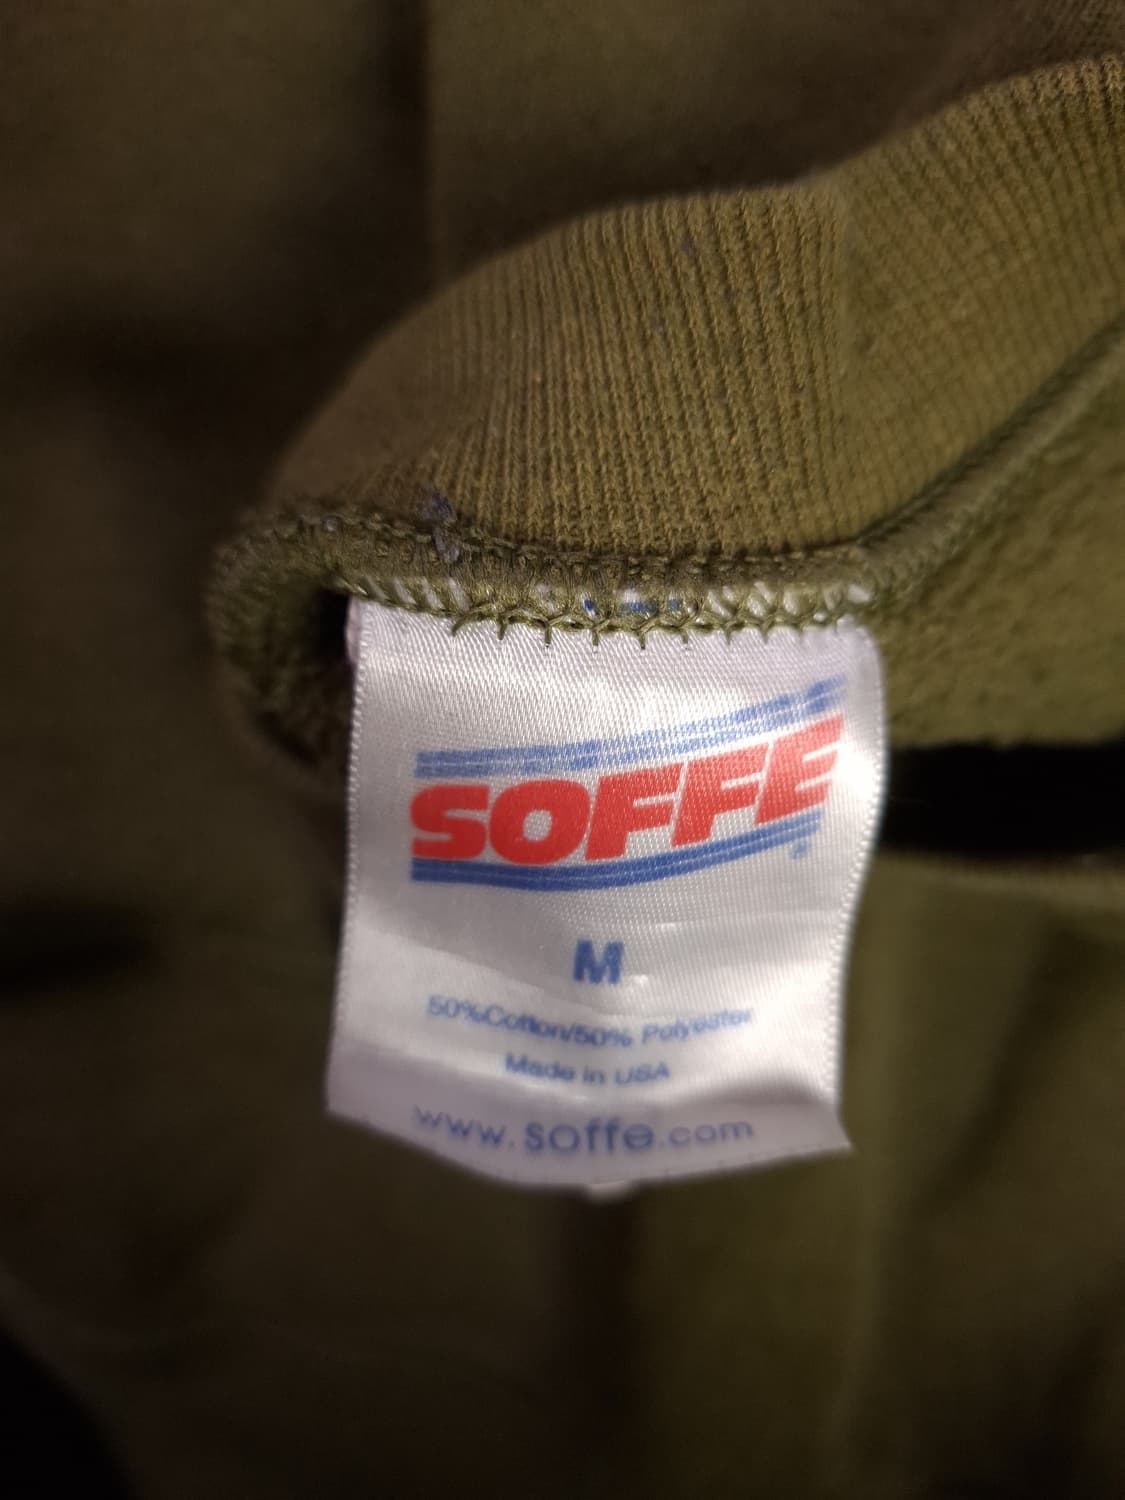 SOFFE
®
M
50%Cotton/50% Polyester
Made in USA
www.soffe.com